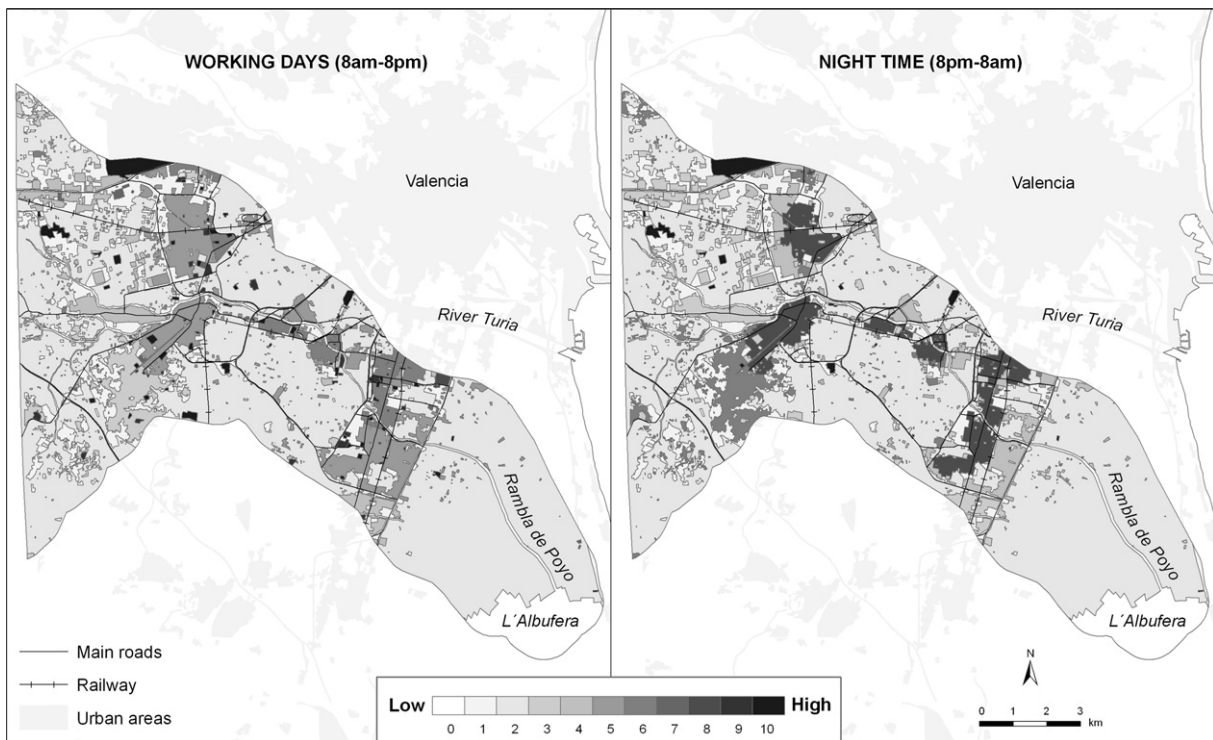 WORKING DAYS (8am-8pm)
NIGHT TIME (8pm-8am)
Valencia
Valencia
River Turia
River Turia
Rambla de Poyo
Rambla de Poyo
L´Albufera
L´Albufera
Main roads
Railway
Urban areas
Low High
0 1 2 3 4 5 6 7 8 9 10
N
0 1 2 3
km